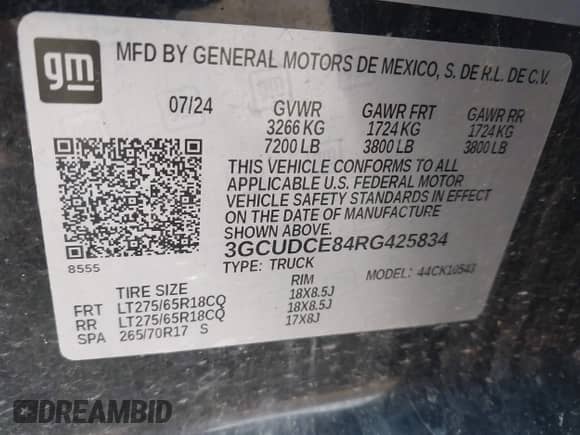 gm
MFD BY GENERAL MOTORS DE MEXICO, S. DE R.L. DE C.V.
07/24 GVWR GAWR FRT GAWR RR
3266 KG 1724 KG 1724 KG
7200 LB 3800 LB 3800 LB
THIS VEHICLE CONFORMS TO ALL
APPLICABLE U.S. FEDERAL MOTOR
VEHICLE SAFETY STANDARDS IN EFFECT
ON THE DATE OF MANUFACTURE
SHOWN ABOVE.
3GCUDCE84RG425834
8555 TYPE: TRUCK MODEL: 44CK10543
TIRE SIZE RIM
FRT LT275/65R18CQ 18X8.5J
RR LT275/65R18CQ 18X8.5J
SPA 265/70R17 S 17X8J
DREAMBID